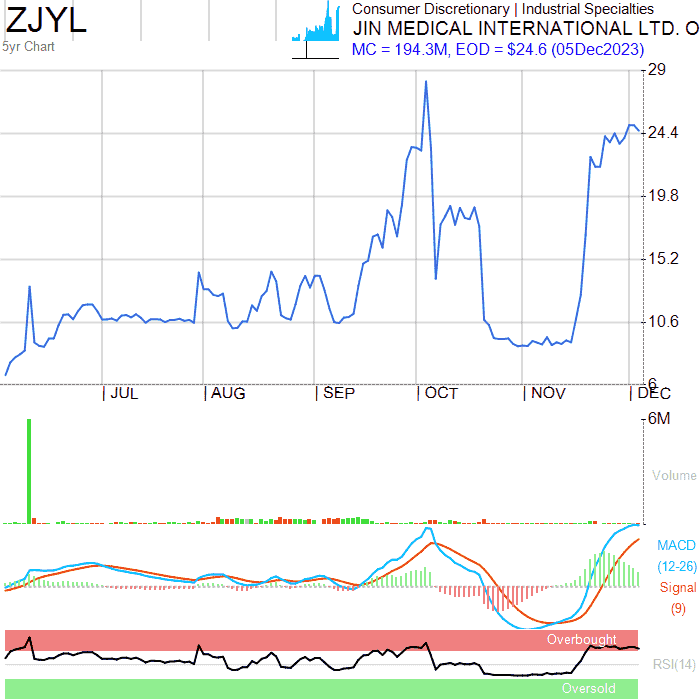 ZJYL
5yr Chart
Consumer Discretionary | Industrial Specialties
JIN MEDICAL INTERNATIONAL LTD. O
MC = 194.3M, EOD = $24.6 (05Dec2023)
29
24.4
19.8
15.2
10.6
6
| JUL | AUG | SEP | OCT | NOV | DEC
6M
Volume
MACD
(12-26)
Signal
(9)
Overbought
RSI(14)
Oversold